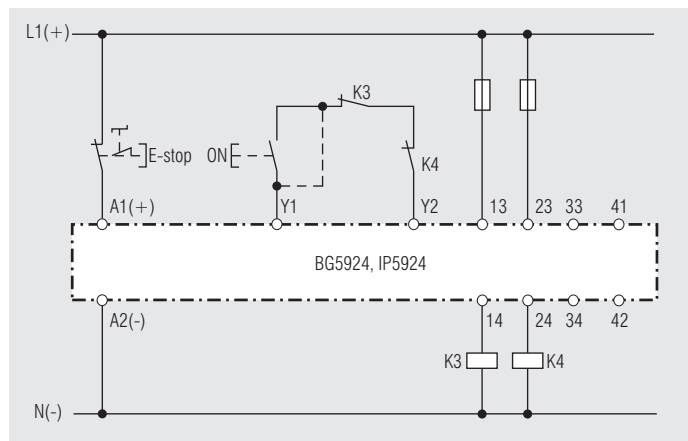 L1(+)
K3
E-stop
ON
K4
A1(+)
Y1
Y2
13
23
33
41
BG5924, IP5924
A2(-)
14
24
34
42
K3
K4
N(-)